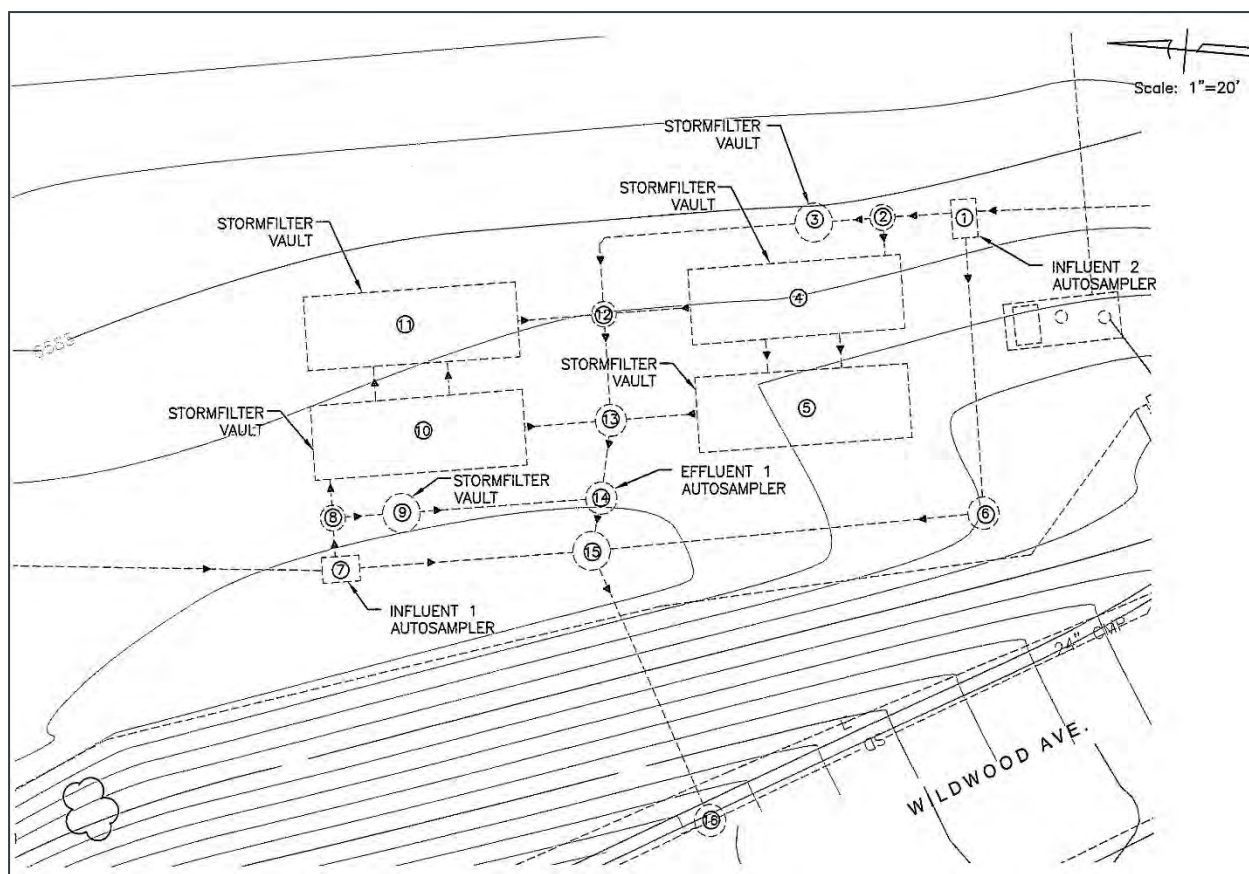 Scale: 1"=20'
STORMFILTER
VAULT
STORMFILTER
VAULT
STORMFILTER
VAULT
3
2
1
INFLUENT 2
AUTOSAMPLER
4
11
12
STORMFILTER
VAULT
5
STORMFILTER
VAULT
10
13
STORMFILTER
VAULT
EFFLUENT 1
AUTOSAMPLER
14
9
8
6
15
7
INFLUENT 1
AUTOSAMPLER
24" CMP
SD
WILDWOOD AVE.
16